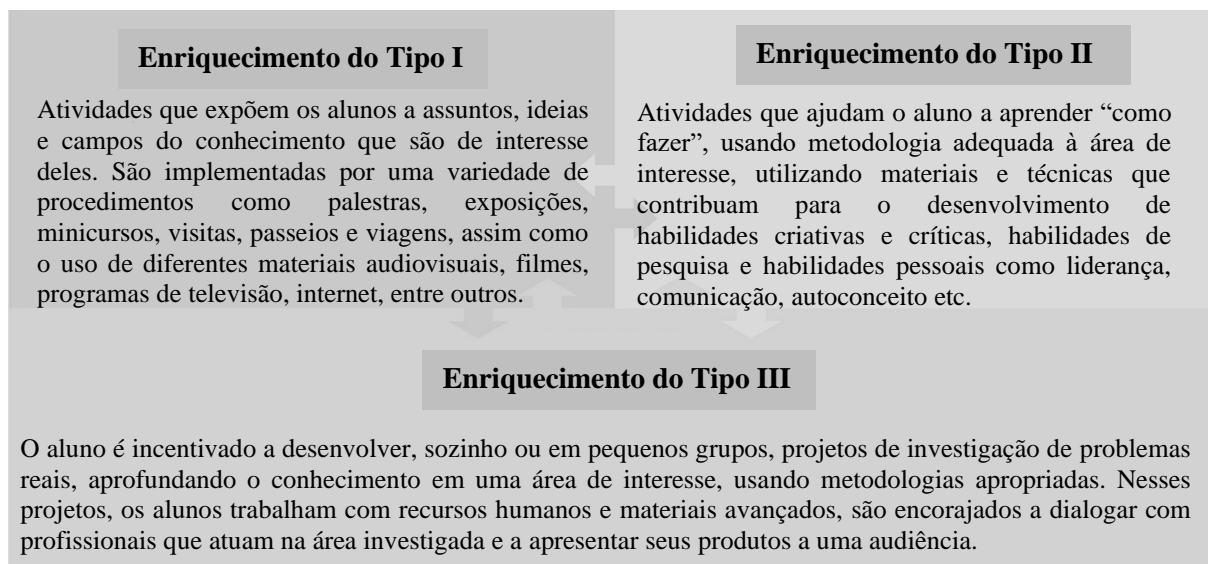 Enriquecimento do Tipo I
Atividades que expõem os alunos a assuntos, ideias
e campos do conhecimento que são de interesse
deles. São implementadas por uma variedade de
procedimentos como palestras, exposições,
minicursos, visitas, passeios e viagens, assim como
o uso de diferentes materiais audiovisuais, filmes,
programas de televisão, internet, entre outros.
Enriquecimento do Tipo II
Atividades que ajudam o aluno a aprender “como
fazer”, usando metodologia adequada à área de
interesse, utilizando materiais e técnicas que
contribuam para o desenvolvimento de
habilidades criativas e críticas, habilidades de
pesquisa e habilidades pessoais como liderança,
comunicação, autoconceito etc.
Enriquecimento do Tipo III
O aluno é incentivado a desenvolver, sozinho ou em pequenos grupos, projetos de investigação de problemas
reais, aprofundando o conhecimento em uma área de interesse, usando metodologias apropriadas. Nesses
projetos, os alunos trabalham com recursos humanos e materiais avançados, são encorajados a dialogar com
profissionais que atuam na área investigada e a apresentar seus produtos a uma audiência.